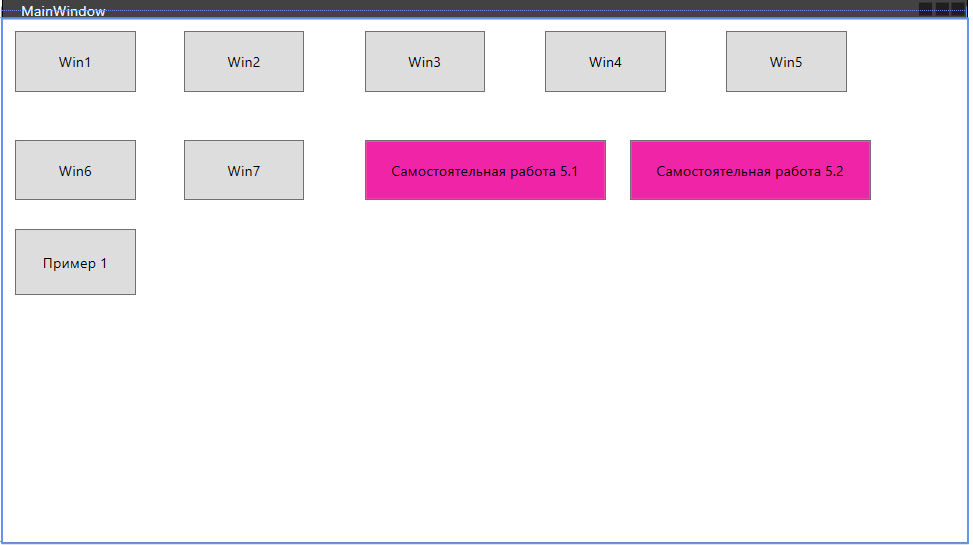 MainWindow
Win1
Win2
Win3
Win4
Win5
Win6
Win7
Самостоятельная работа 5.1
Самостоятельная работа 5.2
Пример 1